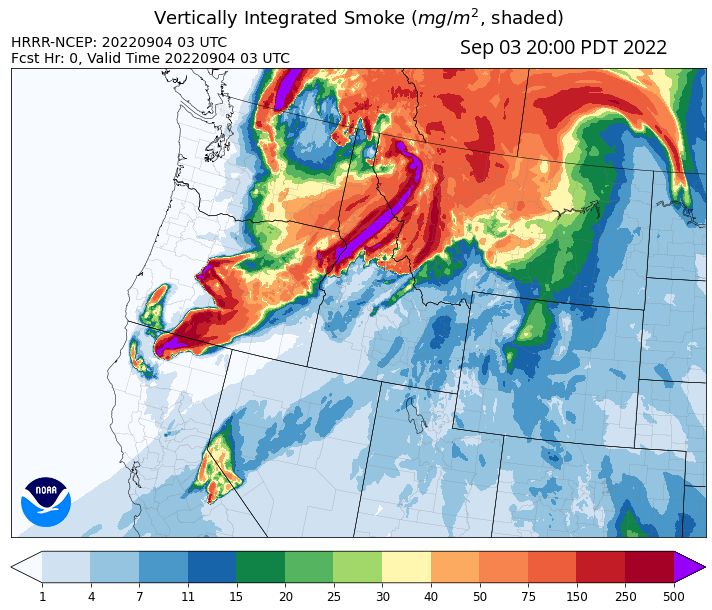 Vertically Integrated Smoke (mg/m², shaded)
HRRR-NCEP: 20220904 03 UTC
Fcst Hr: 0, Valid Time 20220904 03 UTC
Sep 03 20:00 PDT 2022
NOAA
1 4 7 11 15 20 25 30 40 50 75 150 250 500